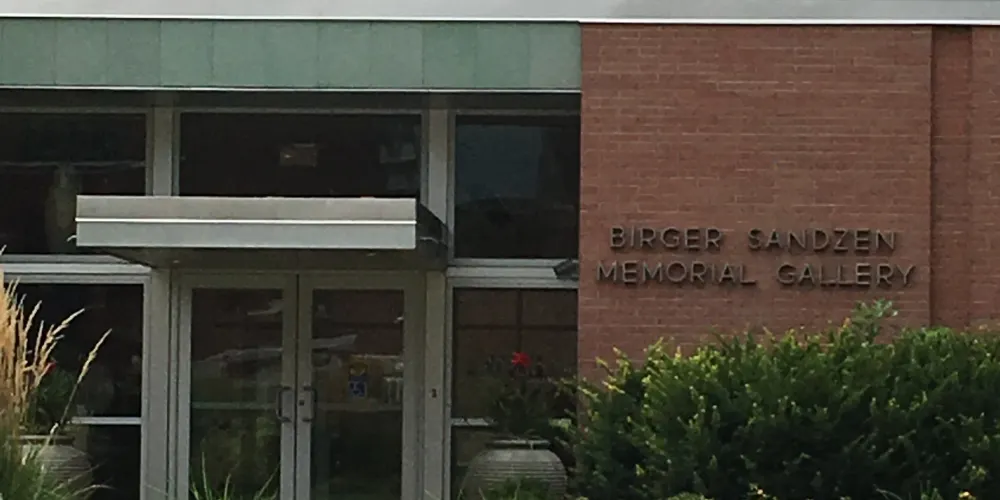 BIRGER SANDZEN
MEMORIAL GALLERY